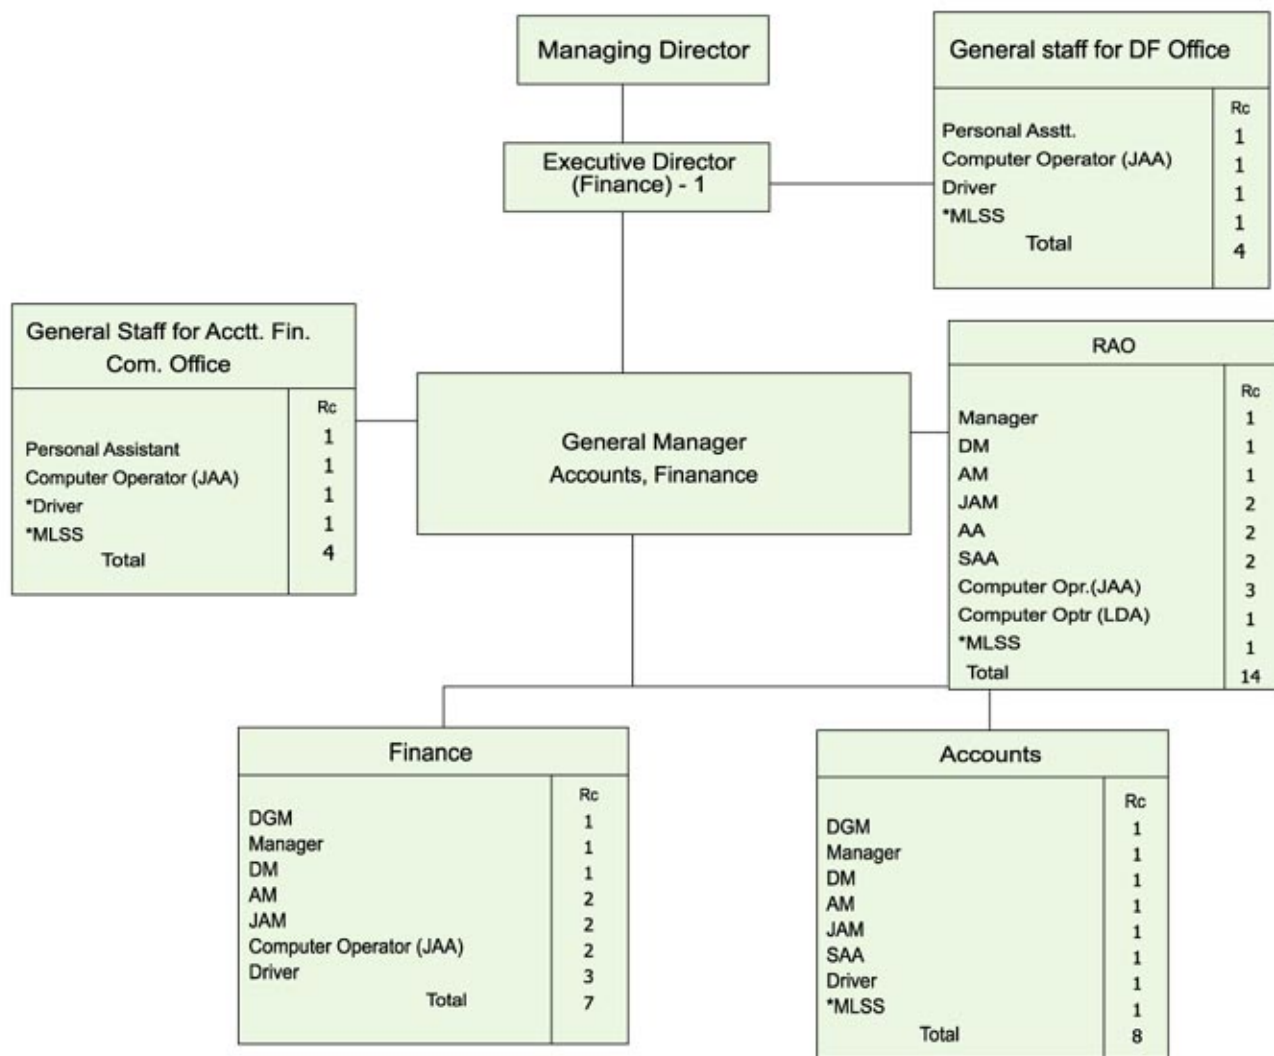 Managing Director
Executive Director
(Finance) - 1
General staff for DF Office
Rc
Personal Asstt. 1
Computer Operator (JAA) 1
Driver 1
*MLSS 1
Total 4
General Staff for Acctt. Fin.
Com. Office
Rc
Personal Assistant 1
Computer Operator (JAA) 1
*Driver 1
*MLSS 1
Total 4
General Manager
Accounts, Finanance
RAO
Rc
Manager 1
DM 1
AM 1
JAM 2
AA 2
SAA 2
Computer Opr.(JAA) 3
Computer Optr (LDA) 1
*MLSS 1
Total 14
Finance
Rc
DGM 1
Manager 1
DM 1
AM 2
JAM 2
Computer Operator (JAA) 2
Driver 3
Total 7
Accounts
Rc
DGM 1
Manager 1
DM 1
AM 1
JAM 1
SAA 1
Driver 1
*MLSS 1
Total 8